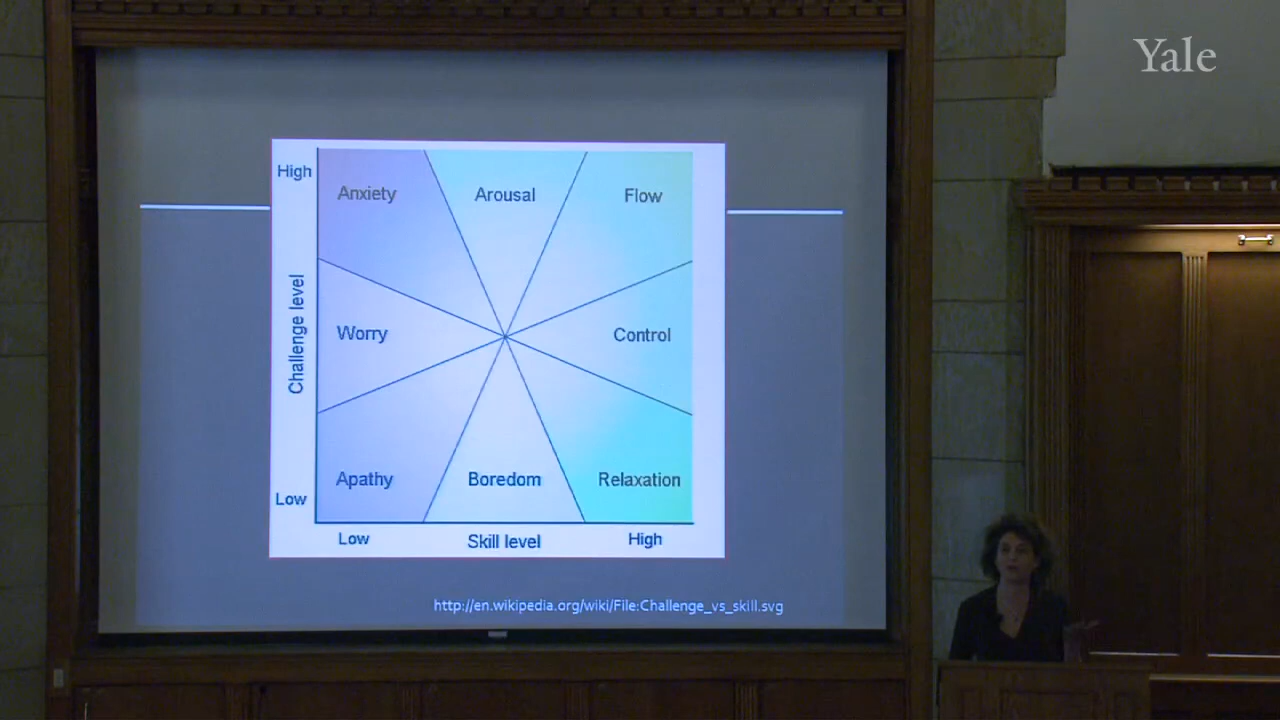 Yale
High
Anxiety
Arousal
Flow
Challenge level
Worry
Control
Apathy
Boredom
Relaxation
Low
Low
Skill level
High
http://en.wikipedia.org/wiki/File:Challenge_vs_skill.svg